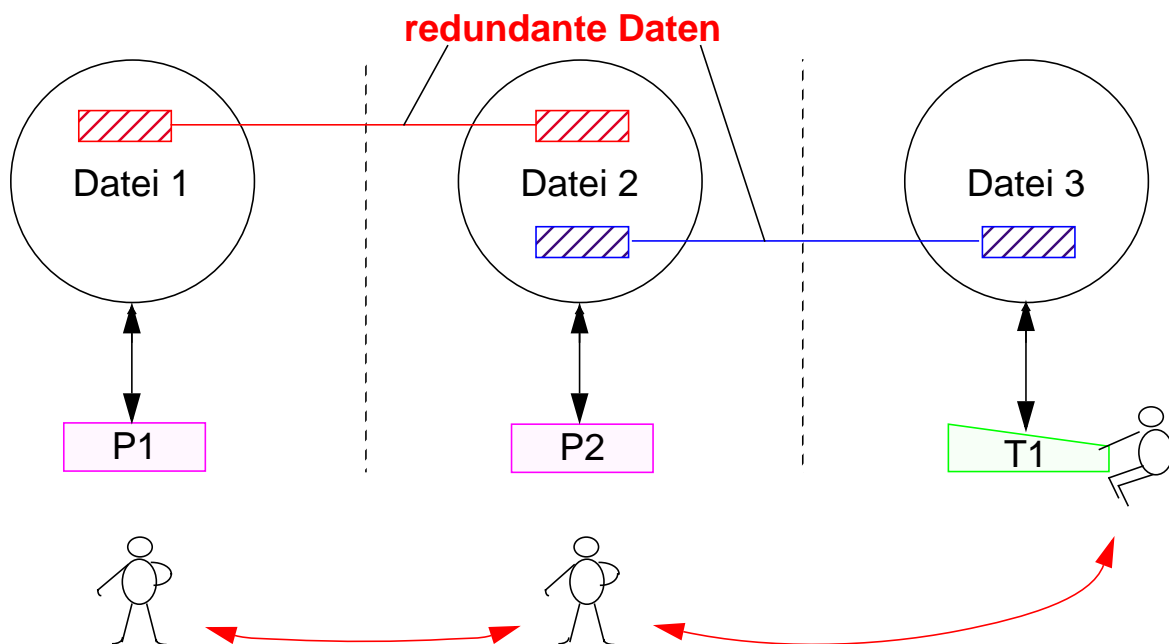 redundante Daten
Datei 1
Datei 2
Datei 3
P1
P2
T1